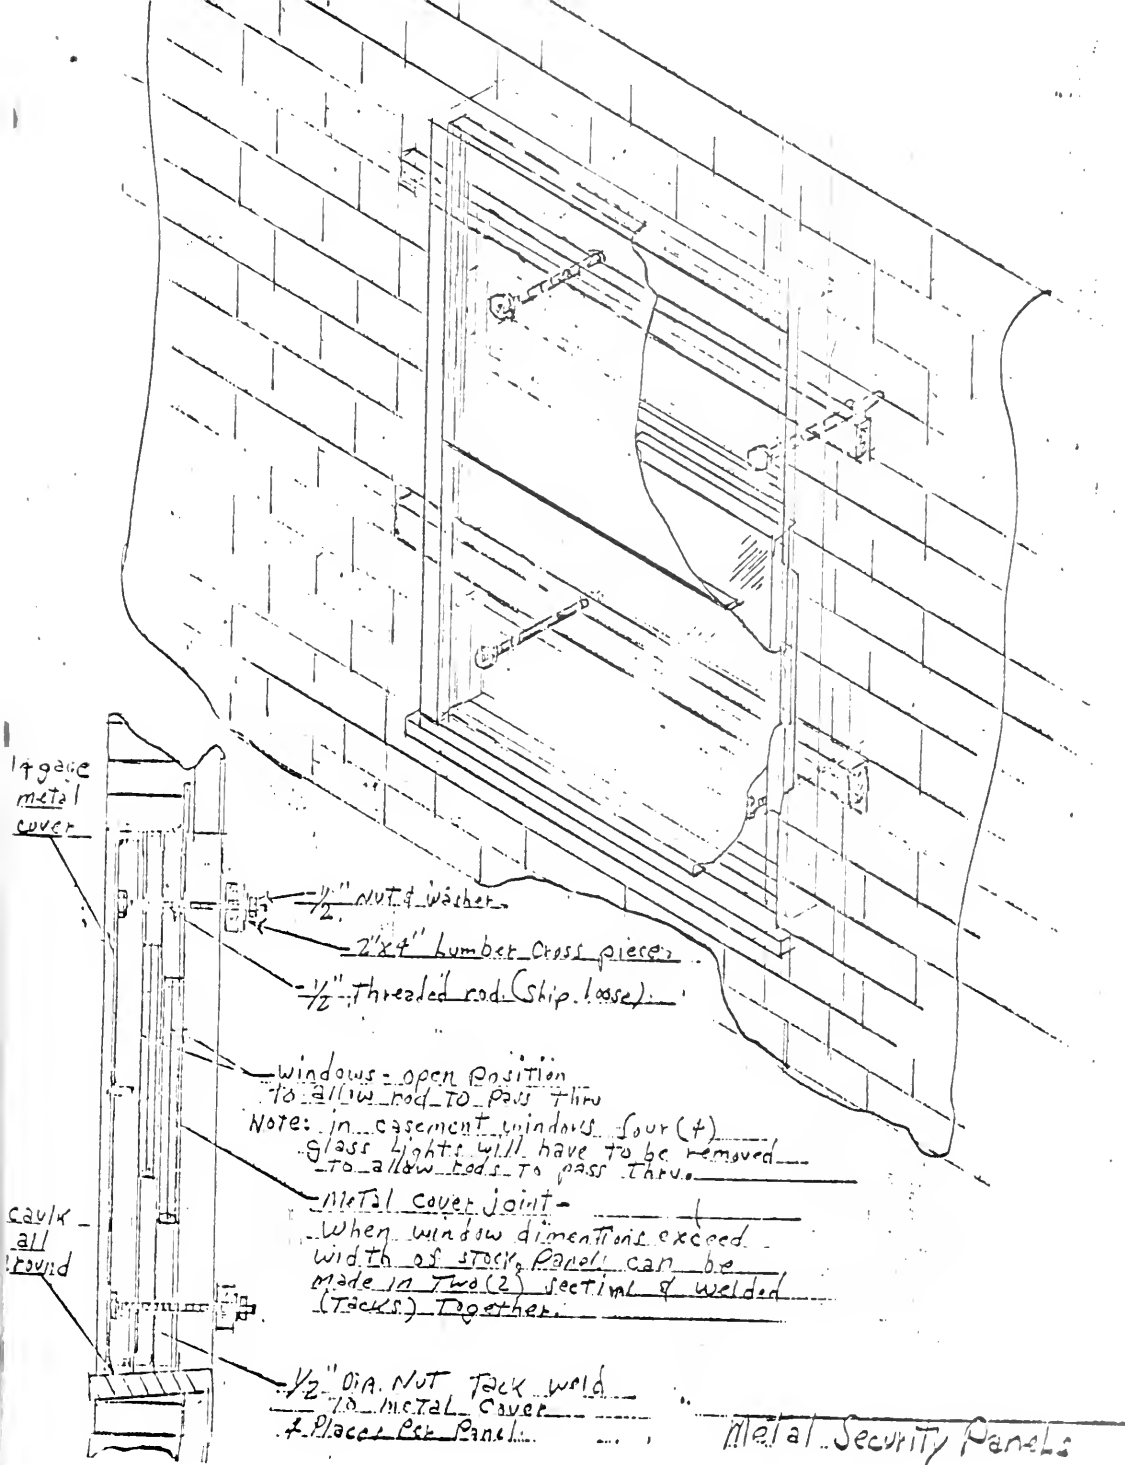 14 gage
metal
cover
1/2" Nut & Washer
2"x4" Lumber Cross pieces
1/2" Threaded rod (Ship loose)
Windows - open Position
to allow rod To Pass Thru
Note: in casement windows four (4)
glass Lights will have to be removed
To allow rods To pass Thru.
Metal cover joint -
When window dimentions exceed
width of stock, Panels can be
made in Two (2) sections & welded
(Tacks) Together.
caulk
all
round
1/2" Dia. Nut Tack Weld
To Metal Cover
4 Places Per Panel
Metal Security Panels